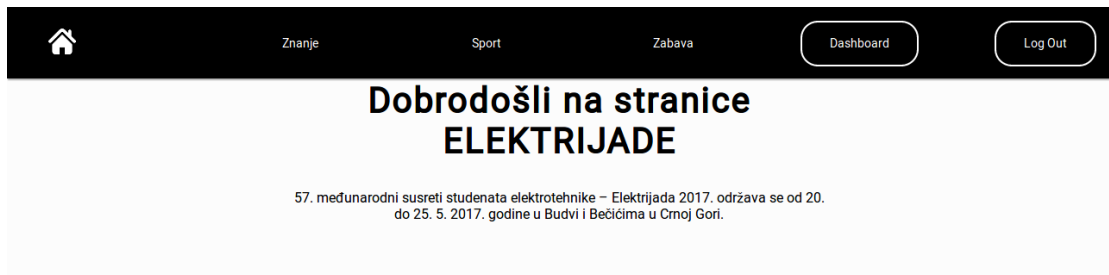 Znanje Sport Zabava Dashboard Log Out
Dobrodošli na stranice
ELEKTRIJADE
57. međunarodni susreti studenata elektrotehnike – Elektrijada 2017. održava se od 20.
do 25. 5. 2017. godine u Budvi i Bečićima u Crnoj Gori.